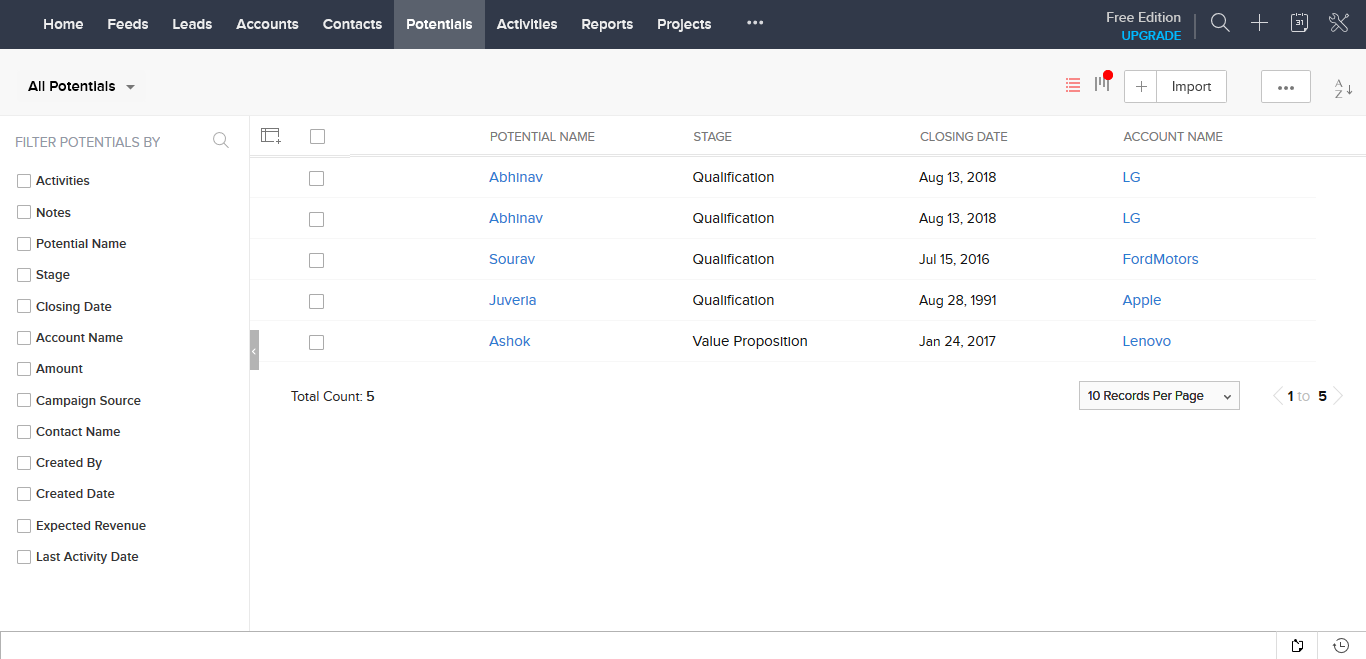 Home Feeds Leads Accounts Contacts Potentials Activities Reports Projects ••• Free Edition
UPGRADE
31
All Potentials
Import
•••
A
Z
FILTER POTENTIALS BY
Activities
Notes
Potential Name
Stage
Closing Date
Account Name
Amount
Campaign Source
Contact Name
Created By
Created Date
Expected Revenue
Last Activity Date
POTENTIAL NAME STAGE CLOSING DATE ACCOUNT NAME
Abhinav Qualification Aug 13, 2018 LG
Abhinav Qualification Aug 13, 2018 LG
Sourav Qualification Jul 15, 2016 FordMotors
Juveria Qualification Aug 28, 1991 Apple
Ashok Value Proposition Jan 24, 2017 Lenovo
Total Count: 5 10 Records Per Page 1 to 5